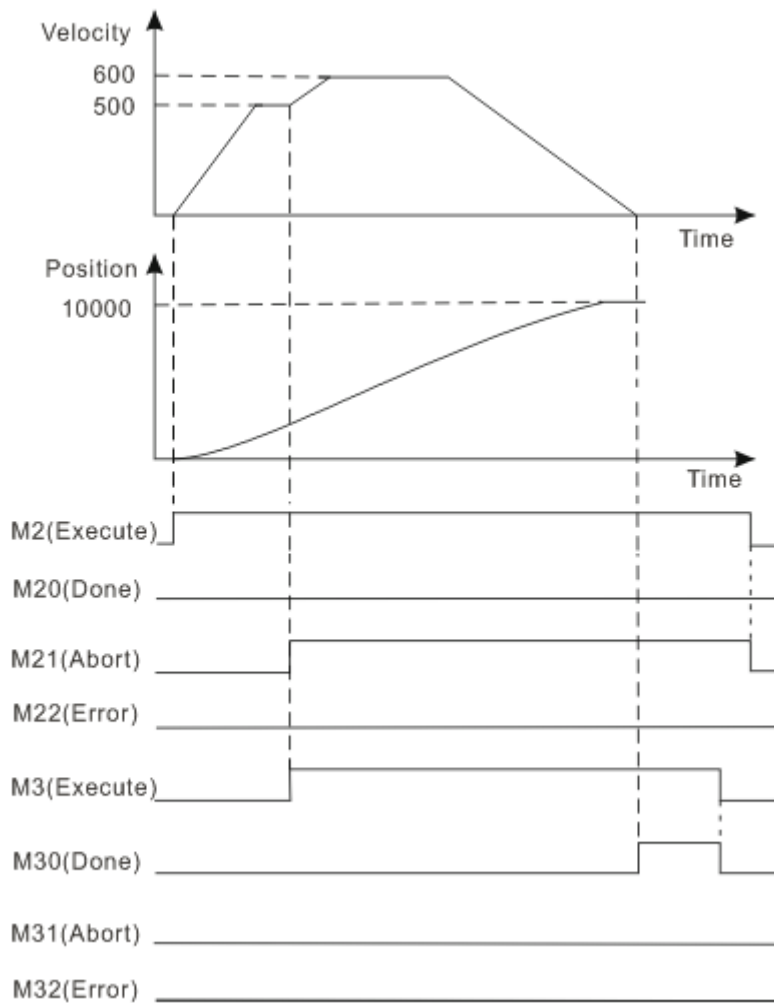 Velocity
600
500
Time
Position
10000
Time
M2(Execute)
M20(Done)
M21(Abort)
M22(Error)
M3(Execute)
M30(Done)
M31(Abort)
M32(Error)